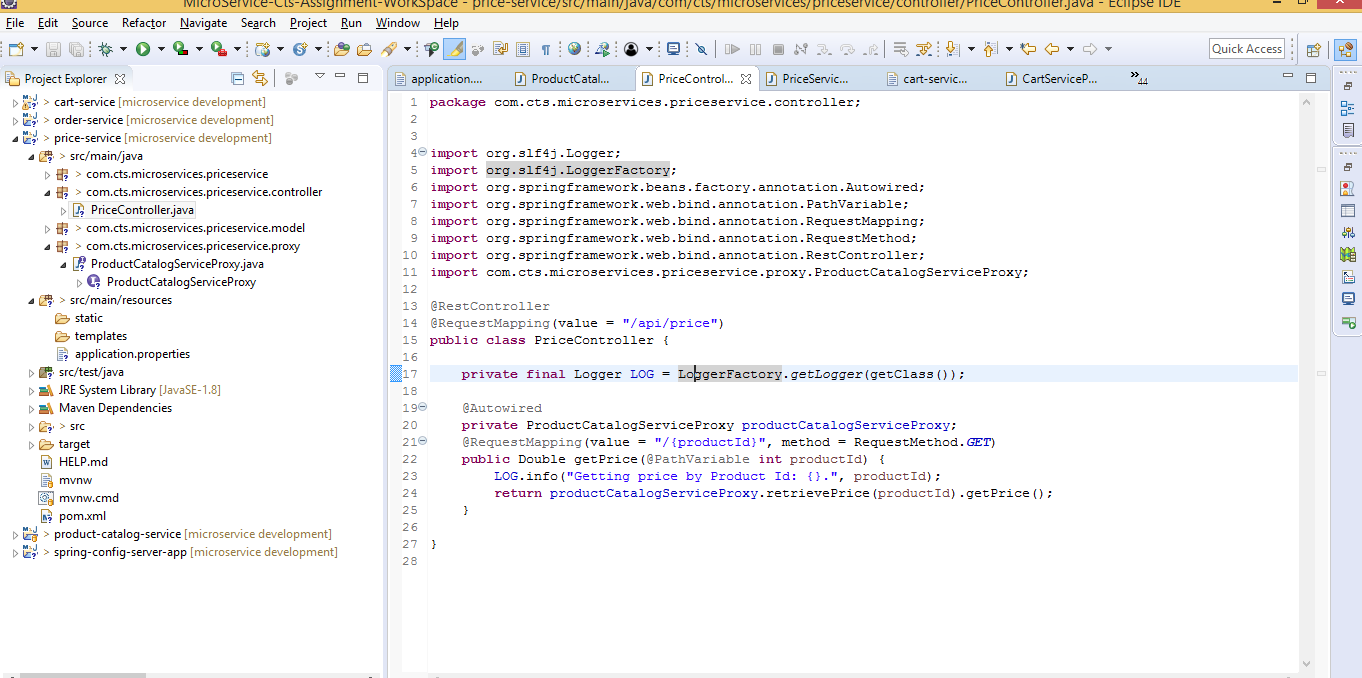 MicroService-Cts-Assignment-WorkSpace - price-service/src/main/java/com/cts/microservices/priceservice/controller/PriceController.java - Eclipse IDE
File Edit Source Refactor Navigate Search Project Run Window Help
Quick Access
Project Explorer
> cart-service [microservice development]
> order-service [microservice development]
> price-service [microservice development]
> src/main/java
> com.cts.microservices.priceservice
> com.cts.microservices.priceservice.controller
PriceController.java
> com.cts.microservices.priceservice.model
> com.cts.microservices.priceservice.proxy
ProductCatalogServiceProxy.java
ProductCatalogServiceProxy
> src/main/resources
static
templates
application.properties
src/test/java
JRE System Library [JavaSE-1.8]
Maven Dependencies
> src
target
HELP.md
mvnw
mvnw.cmd
pom.xml
> product-catalog-service [microservice development]
> spring-config-server-app [microservice development]
application.... ProductCatal... PriceControl... PriceServic... cart-servic... CartServiceP... »44
1 package com.cts.microservices.priceservice.controller;
2
3
4 import org.slf4j.Logger;
5 import org.slf4j.LoggerFactory;
6 import org.springframework.beans.factory.annotation.Autowired;
7 import org.springframework.web.bind.annotation.PathVariable;
8 import org.springframework.web.bind.annotation.RequestMapping;
9 import org.springframework.web.bind.annotation.RequestMethod;
10 import org.springframework.web.bind.annotation.RestController;
11 import com.cts.microservices.priceservice.proxy.ProductCatalogServiceProxy;
12
13 @RestController
14 @RequestMapping(value = "/api/price")
15 public class PriceController {
16
17 private final Logger LOG = LoggerFactory.getLogger(getClass());
18
19 @Autowired
20 private ProductCatalogServiceProxy productCatalogServiceProxy;
21 @RequestMapping(value = "/{productId}", method = RequestMethod.GET)
22 public Double getPrice(@PathVariable int productId) {
23 LOG.info("Getting price by Product Id: {}.", productId);
24 return productCatalogServiceProxy.retrievePrice(productId).getPrice();
25 }
26
27 }
28